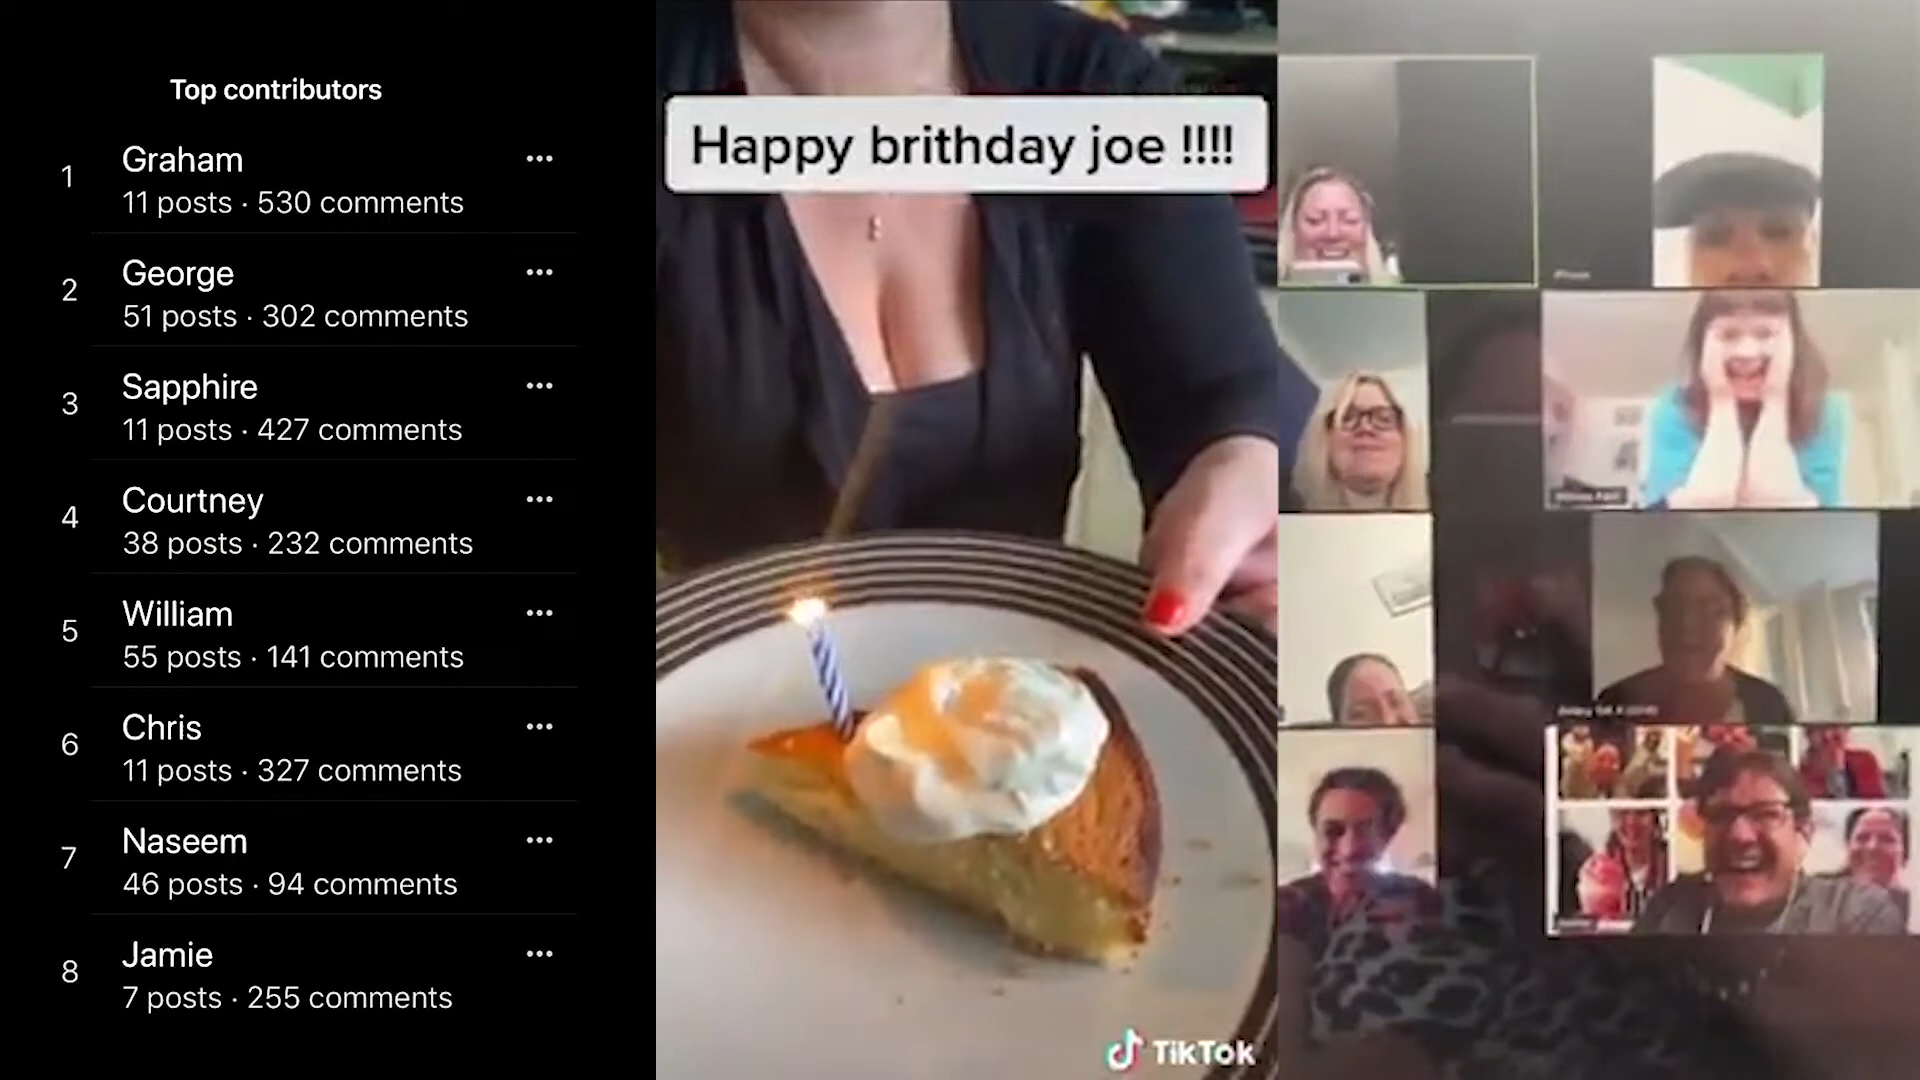 Top contributors
1
Graham
11 posts · 530 comments
2
George
51 posts · 302 comments
3
Sapphire
11 posts · 427 comments
4
Courtney
38 posts · 232 comments
5
William
55 posts · 141 comments
6
Chris
11 posts · 327 comments
7
Naseem
46 posts · 94 comments
8
Jamie
7 posts · 255 comments
Happy brithday joe !!!!
TikTok